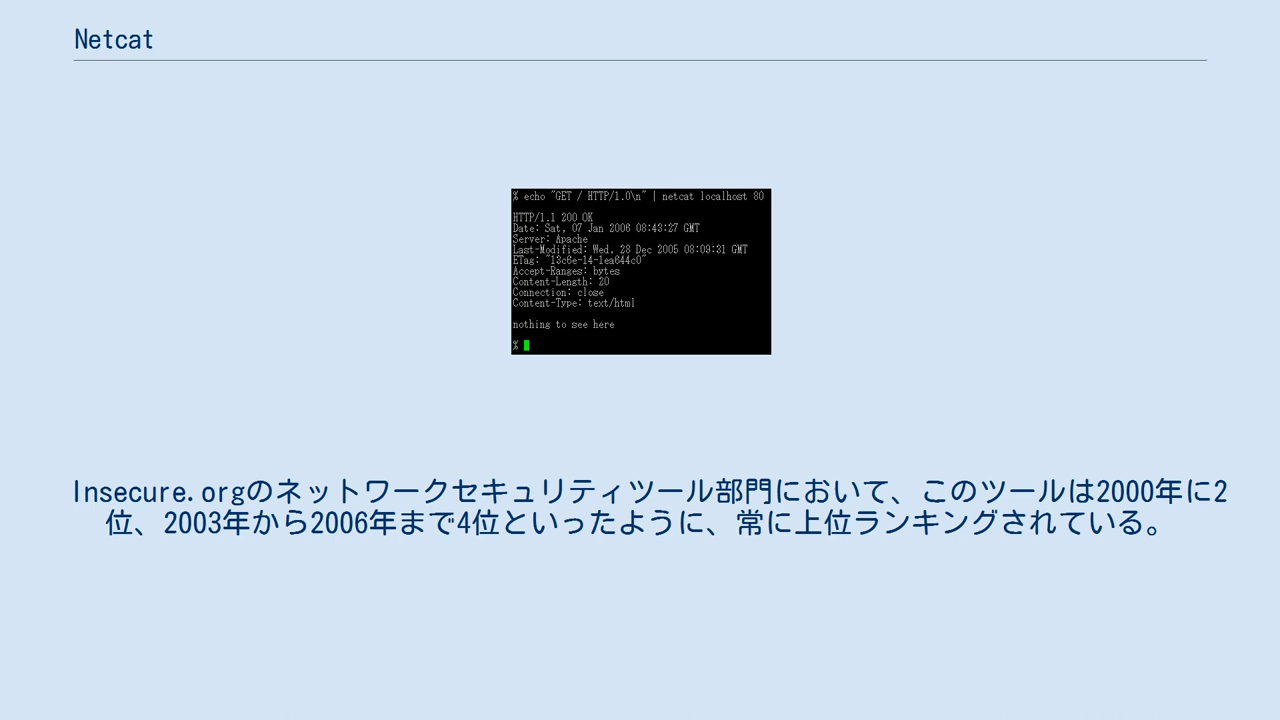 Netcat
% echo "GET / HTTP/1.0\n" | netcat localhost 80
HTTP/1.1 200 OK
Date: Sat, 07 Jan 2006 08:43:27 GMT
Server: Apache
Last-Modified: Wed, 28 Dec 2005 08:09:31 GMT
ETag: "13c6e-14-1ea644c0"
Accept-Ranges: bytes
Content-Length: 20
Connection: close
Content-Type: text/html
nothing to see here
%
Insecure.orgのネットワークセキュリティツール部門において、このツールは2000年に2
位、2003年から2006年まで4位といったように、常に上位ランキングされている。